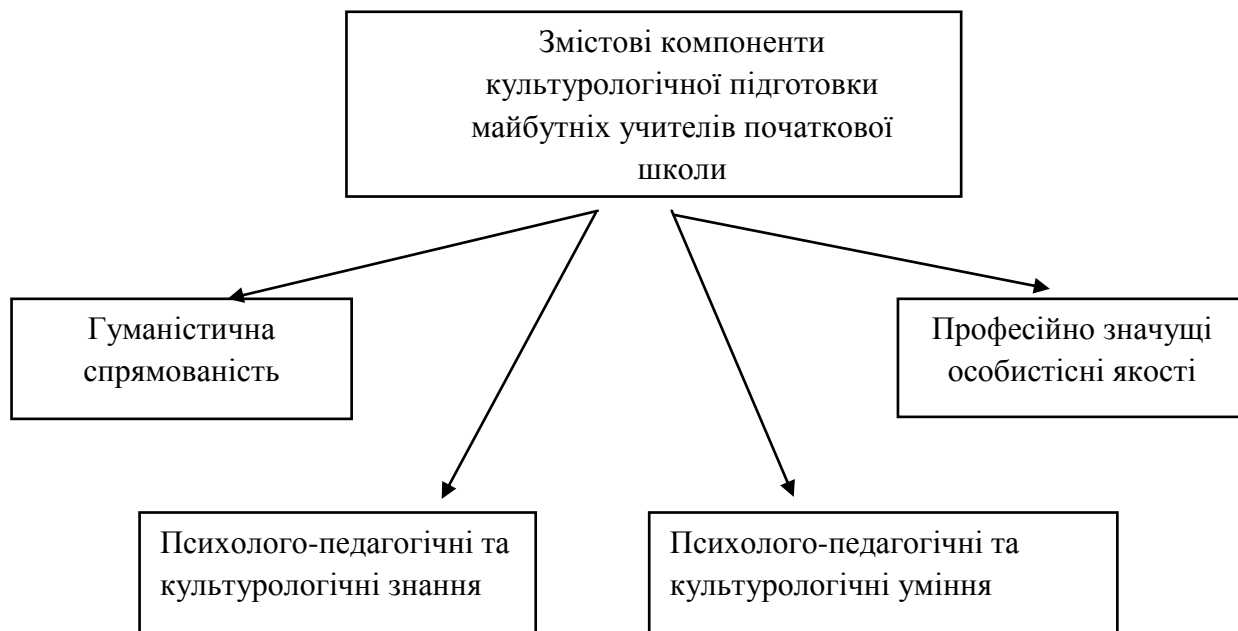 Змістові компоненти
культурологічної підготовки
майбутніх учителів початкової
школи
Гуманістична
спрямованість
Професійно значущі
особистісні якості
Психолого-педагогічні та
культурологічні знання
Психолого-педагогічні та
культурологічні уміння